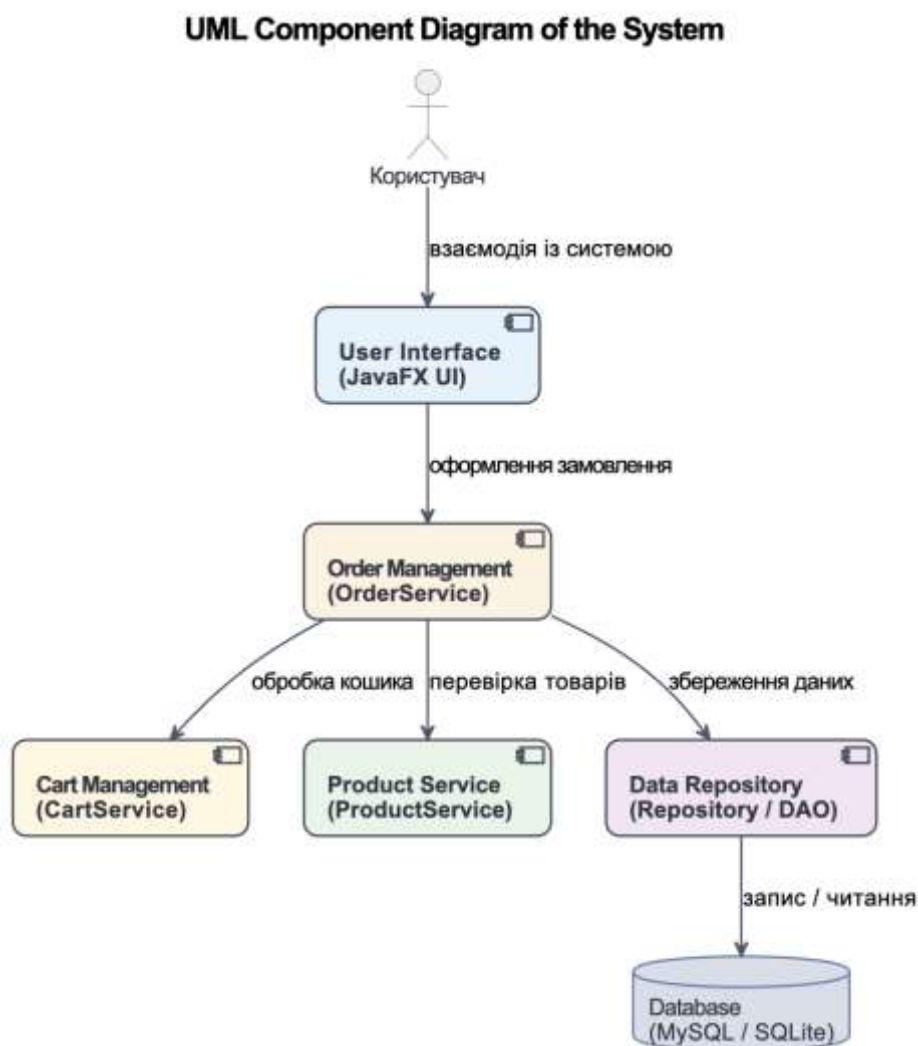 UML Component Diagram of the System
Користувач
взаємодія із системою
User Interface
(JavaFX UI)
оформлення замовлення
Order Management
(OrderService)
обробка кошика
перевірка товарів
збереження даних
Cart Management
(CartService)
Product Service
(ProductService)
Data Repository
(Repository / DAO)
запис / читання
Database
(MySQL / SQLite)